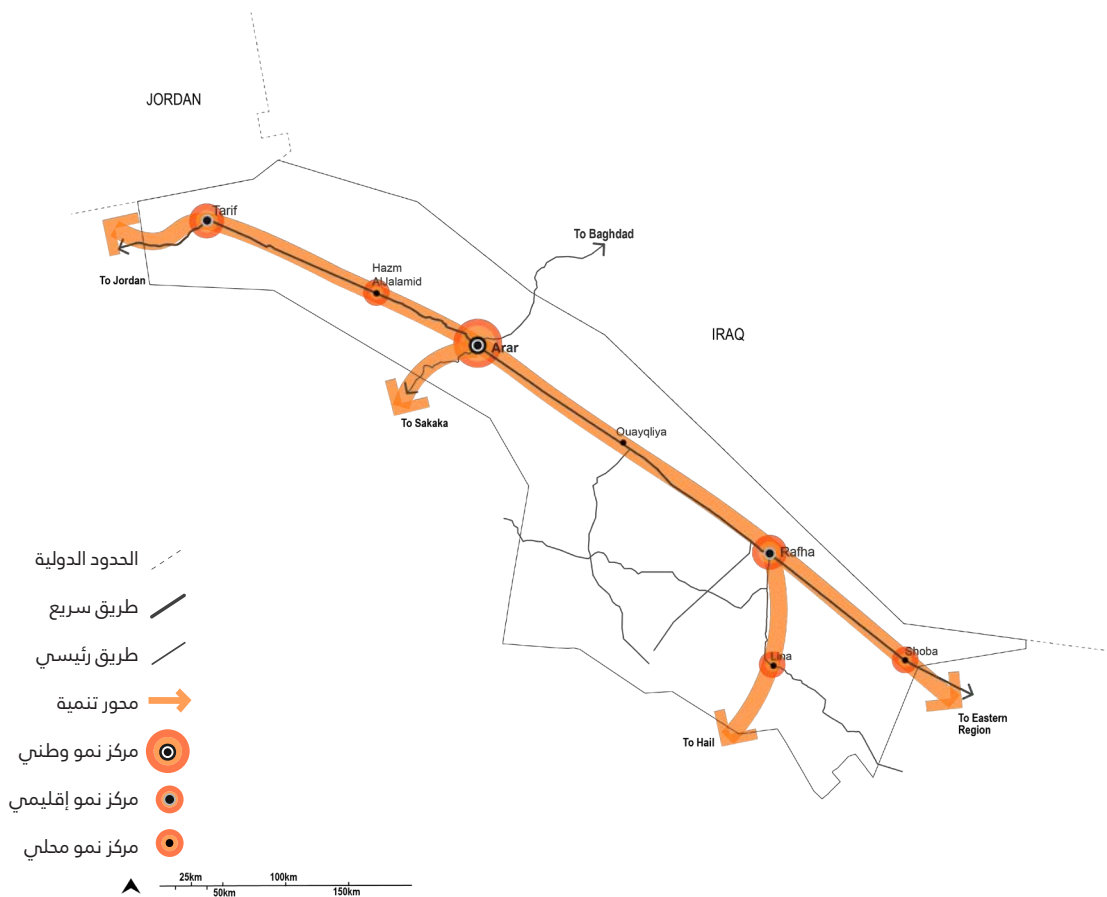 JORDAN
Tarif
To Baghdad
Hazm
AlJalamid
To Jordan
IRAQ
Arar
To Sakaka
Ouayqliya
Rafha
Shoba
Lina
To Eastern
Region
To Hail
الحدود الدولية
طريق سريع
طريق رئيسي
محور تنمية
مركز نمو وطني
مركز نمو إقليمي
مركز نمو محلي
25km 100km
50km 150km